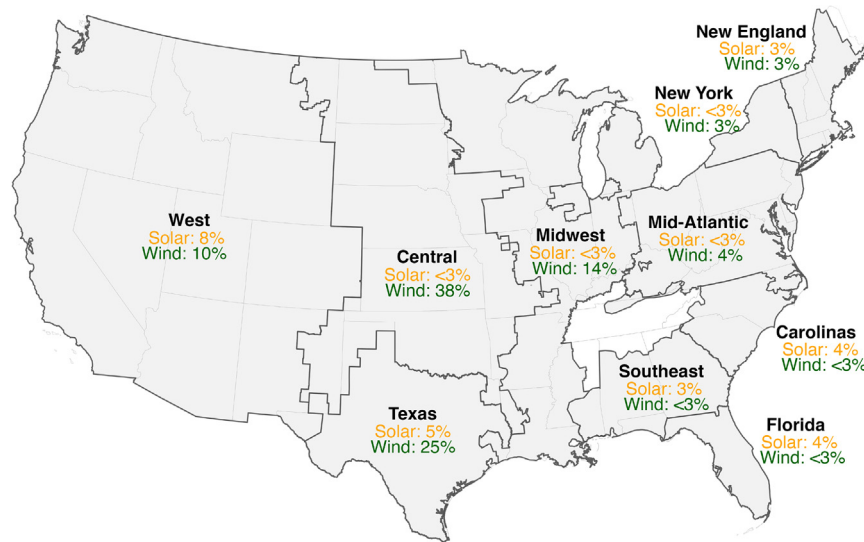 New England
Solar: 3%
Wind: 3%
New York
Solar: <3%
Wind: 3%
West
Solar: 8%
Wind: 10%
Central
Solar: <3%
Wind: 38%
Midwest
Solar: <3%
Wind: 14%
Mid-Atlantic
Solar: <3%
Wind: 4%
Carolinas
Solar: 4%
Wind: <3%
Southeast
Solar: 3%
Wind: <3%
Texas
Solar: 5%
Wind: 25%
Florida
Solar: 4%
Wind: <3%